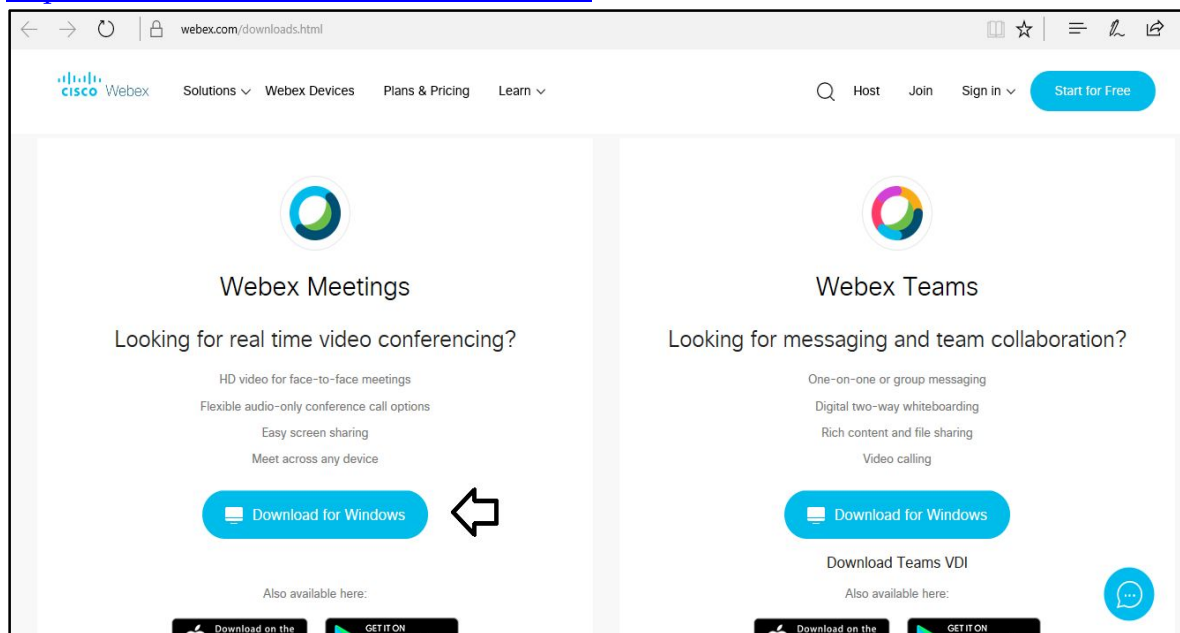 webex.com/downloads.html
cisco Webex Solutions Webex Devices Plans & Pricing Learn Host Join Sign in Start for Free
Webex Meetings
Looking for real time video conferencing?
HD video for face-to-face meetings
Flexible audio-only conference call options
Easy screen sharing
Meet across any device
Download for Windows
Also available here:
Download on the
GET IT ON
Webex Teams
Looking for messaging and team collaboration?
One-on-one or group messaging
Digital two-way whiteboarding
Rich content and file sharing
Video calling
Download for Windows
Download Teams VDI
Also available here:
Download on the
GET IT ON